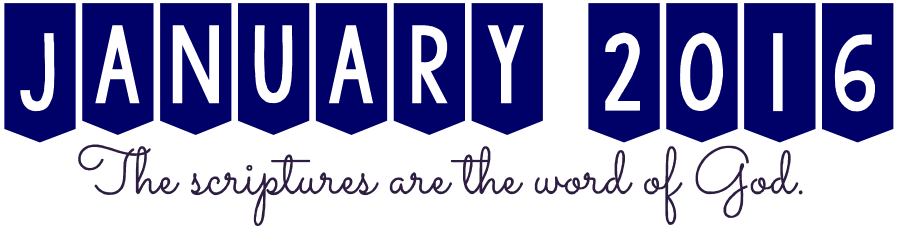 JANUARY 2016
The scriptures are the word of God.